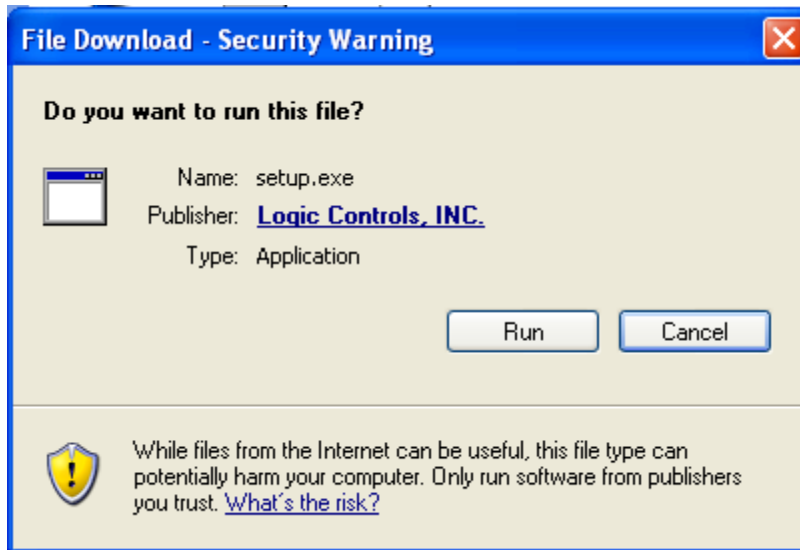 File Download - Security Warning
Do you want to run this file?
Name: setup.exe
Publisher: Logic Controls, INC.
Type: Application
Run Cancel
While files from the Internet can be useful, this file type can
potentially harm your computer. Only run software from publishers
you trust. What's the risk?